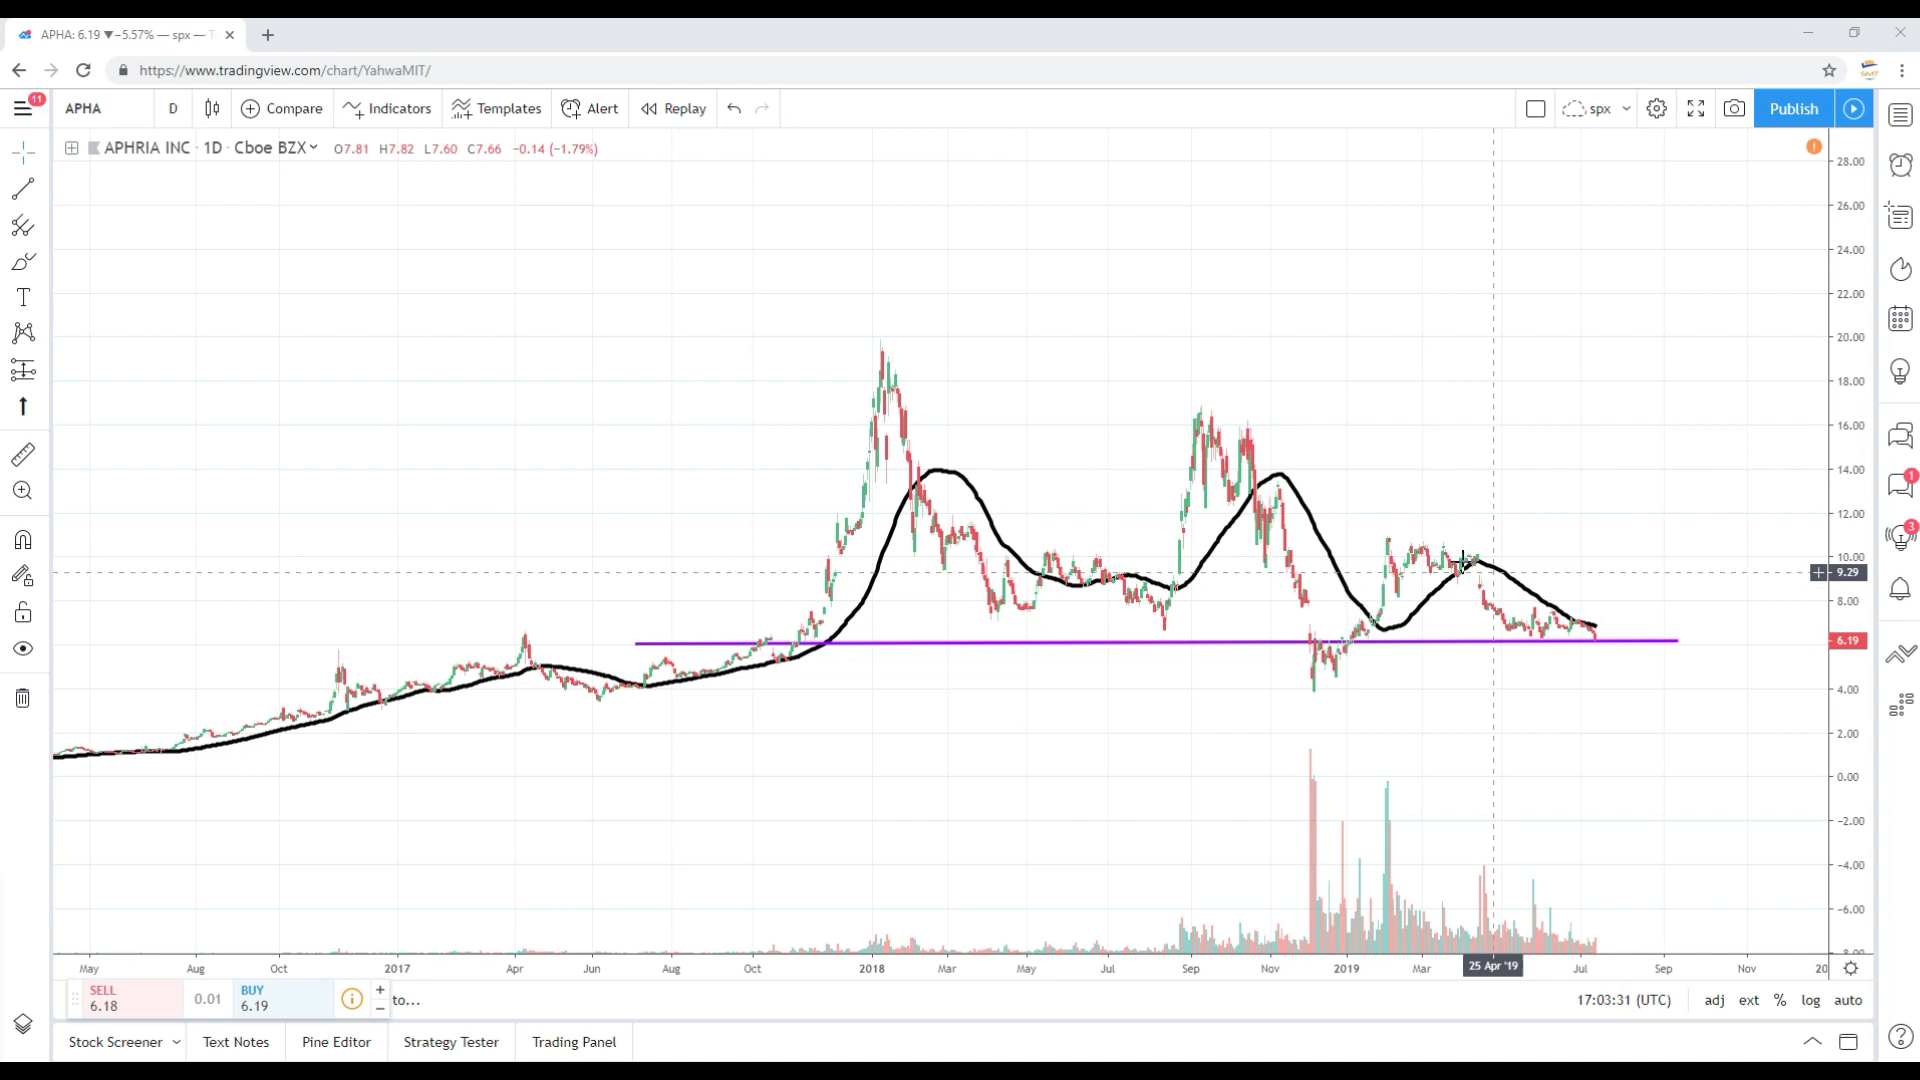 APHA: 6.19 ▼−5.57% — spx — T
https://www.tradingview.com/chart/YahwaMIT/
11
APHA D Compare Indicators Templates Alert Replay spx Publish
APHRIA INC · 1D · Cboe BZX O7.81 H7.82 L7.60 C7.66 −0.14 (−1.79%)
28.00
26.00
24.00
22.00
20.00
18.00
16.00
14.00
12.00
10.00
9.29
8.00
6.19
4.00
2.00
0.00
−2.00
−4.00
−6.00
1
3
May Aug Oct 2017 Apr Jun Aug Oct 2018 Mar May Jul Sep Nov 2019 Mar 25 Apr '19 Jul Sep Nov 20
SELL 0.01 BUY
6.18 6.19
to...
17:03:31 (UTC) adj ext % log auto
Stock Screener Text Notes Pine Editor Strategy Tester Trading Panel